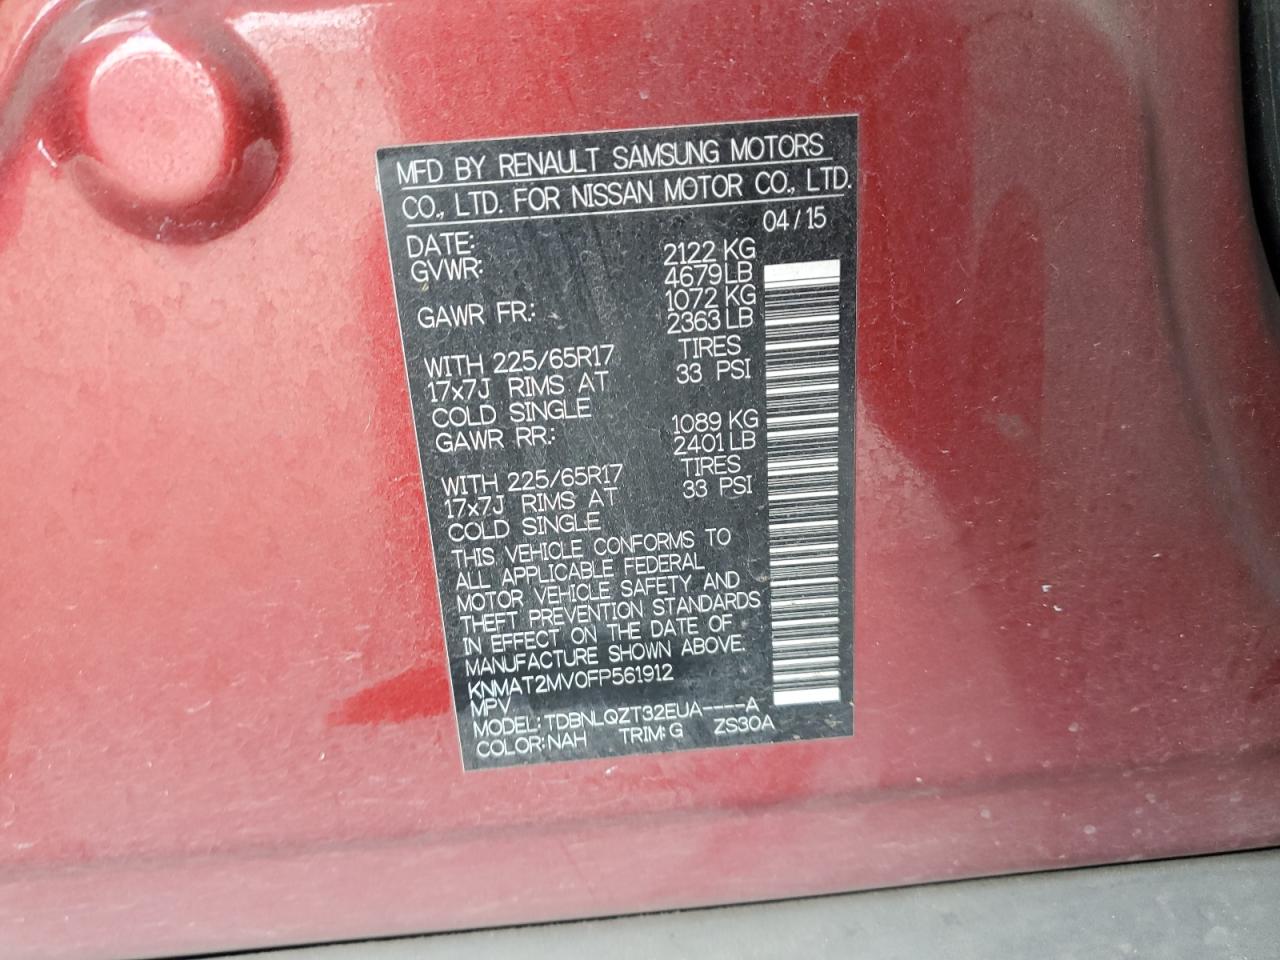 MFD BY RENAULT SAMSUNG MOTORS
CO., LTD. FOR NISSAN MOTOR CO., LTD.
DATE: 04/15
GVWR: 2122 KG
4679 LB
GAWR FR: 1072 KG
2363 LB
WITH 225/65R17 TIRES
17x7J RIMS AT 33 PSI
COLD SINGLE
GAWR RR: 1089 KG
2401 LB
WITH 225/65R17 TIRES
17x7J RIMS AT 33 PSI
COLD SINGLE
THIS VEHICLE CONFORMS TO
ALL APPLICABLE FEDERAL
MOTOR VEHICLE SAFETY AND
THEFT PREVENTION STANDARDS
IN EFFECT ON THE DATE OF
MANUFACTURE SHOWN ABOVE.
KNMAT2MV0FP561912
MPV
MODEL: TDBNLQZT32EUA----A
COLOR: NAH TRIM: G ZS30A